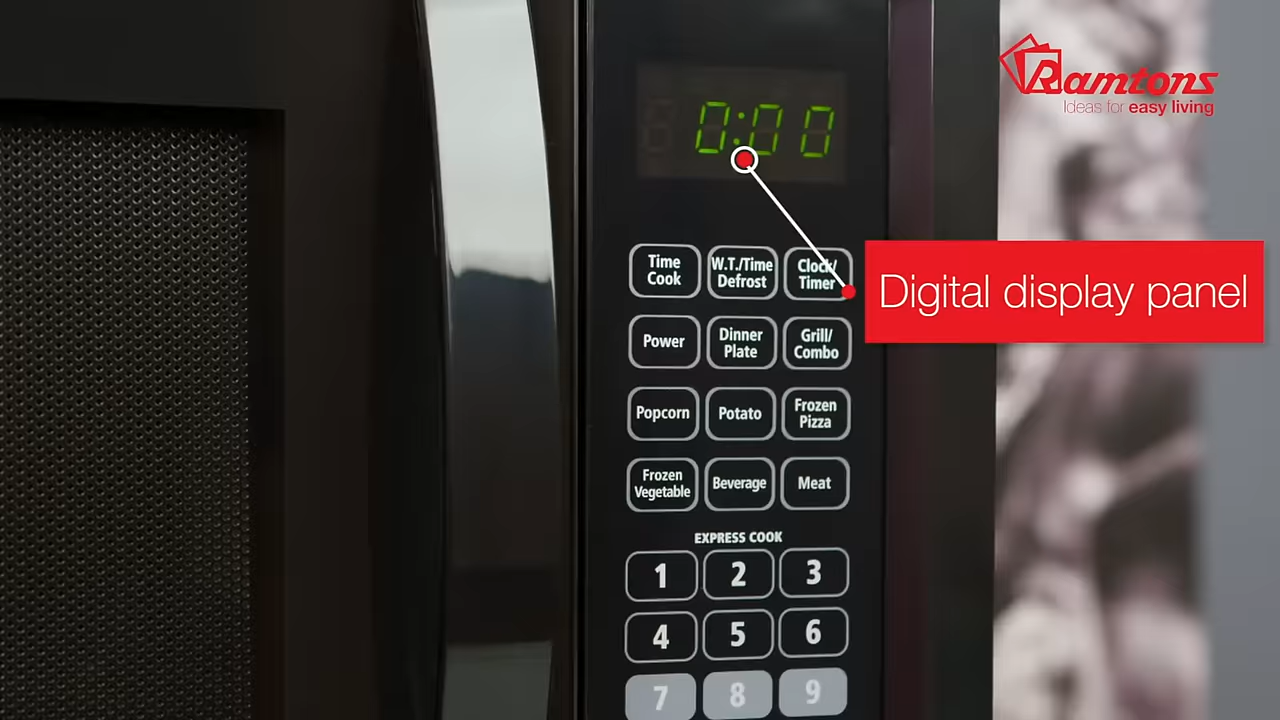 Ramtons
Ideas for easy living
0:00
Digital display panel
Time
Cook
W.T./Time
Defrost
Clock/
Timer
Power
Dinner
Plate
Grill/
Combo
Popcorn
Potato
Frozen
Pizza
Frozen
Vegetable
Beverage
Meat
EXPRESS COOK
1 2 3
4 5 6
7 8 9